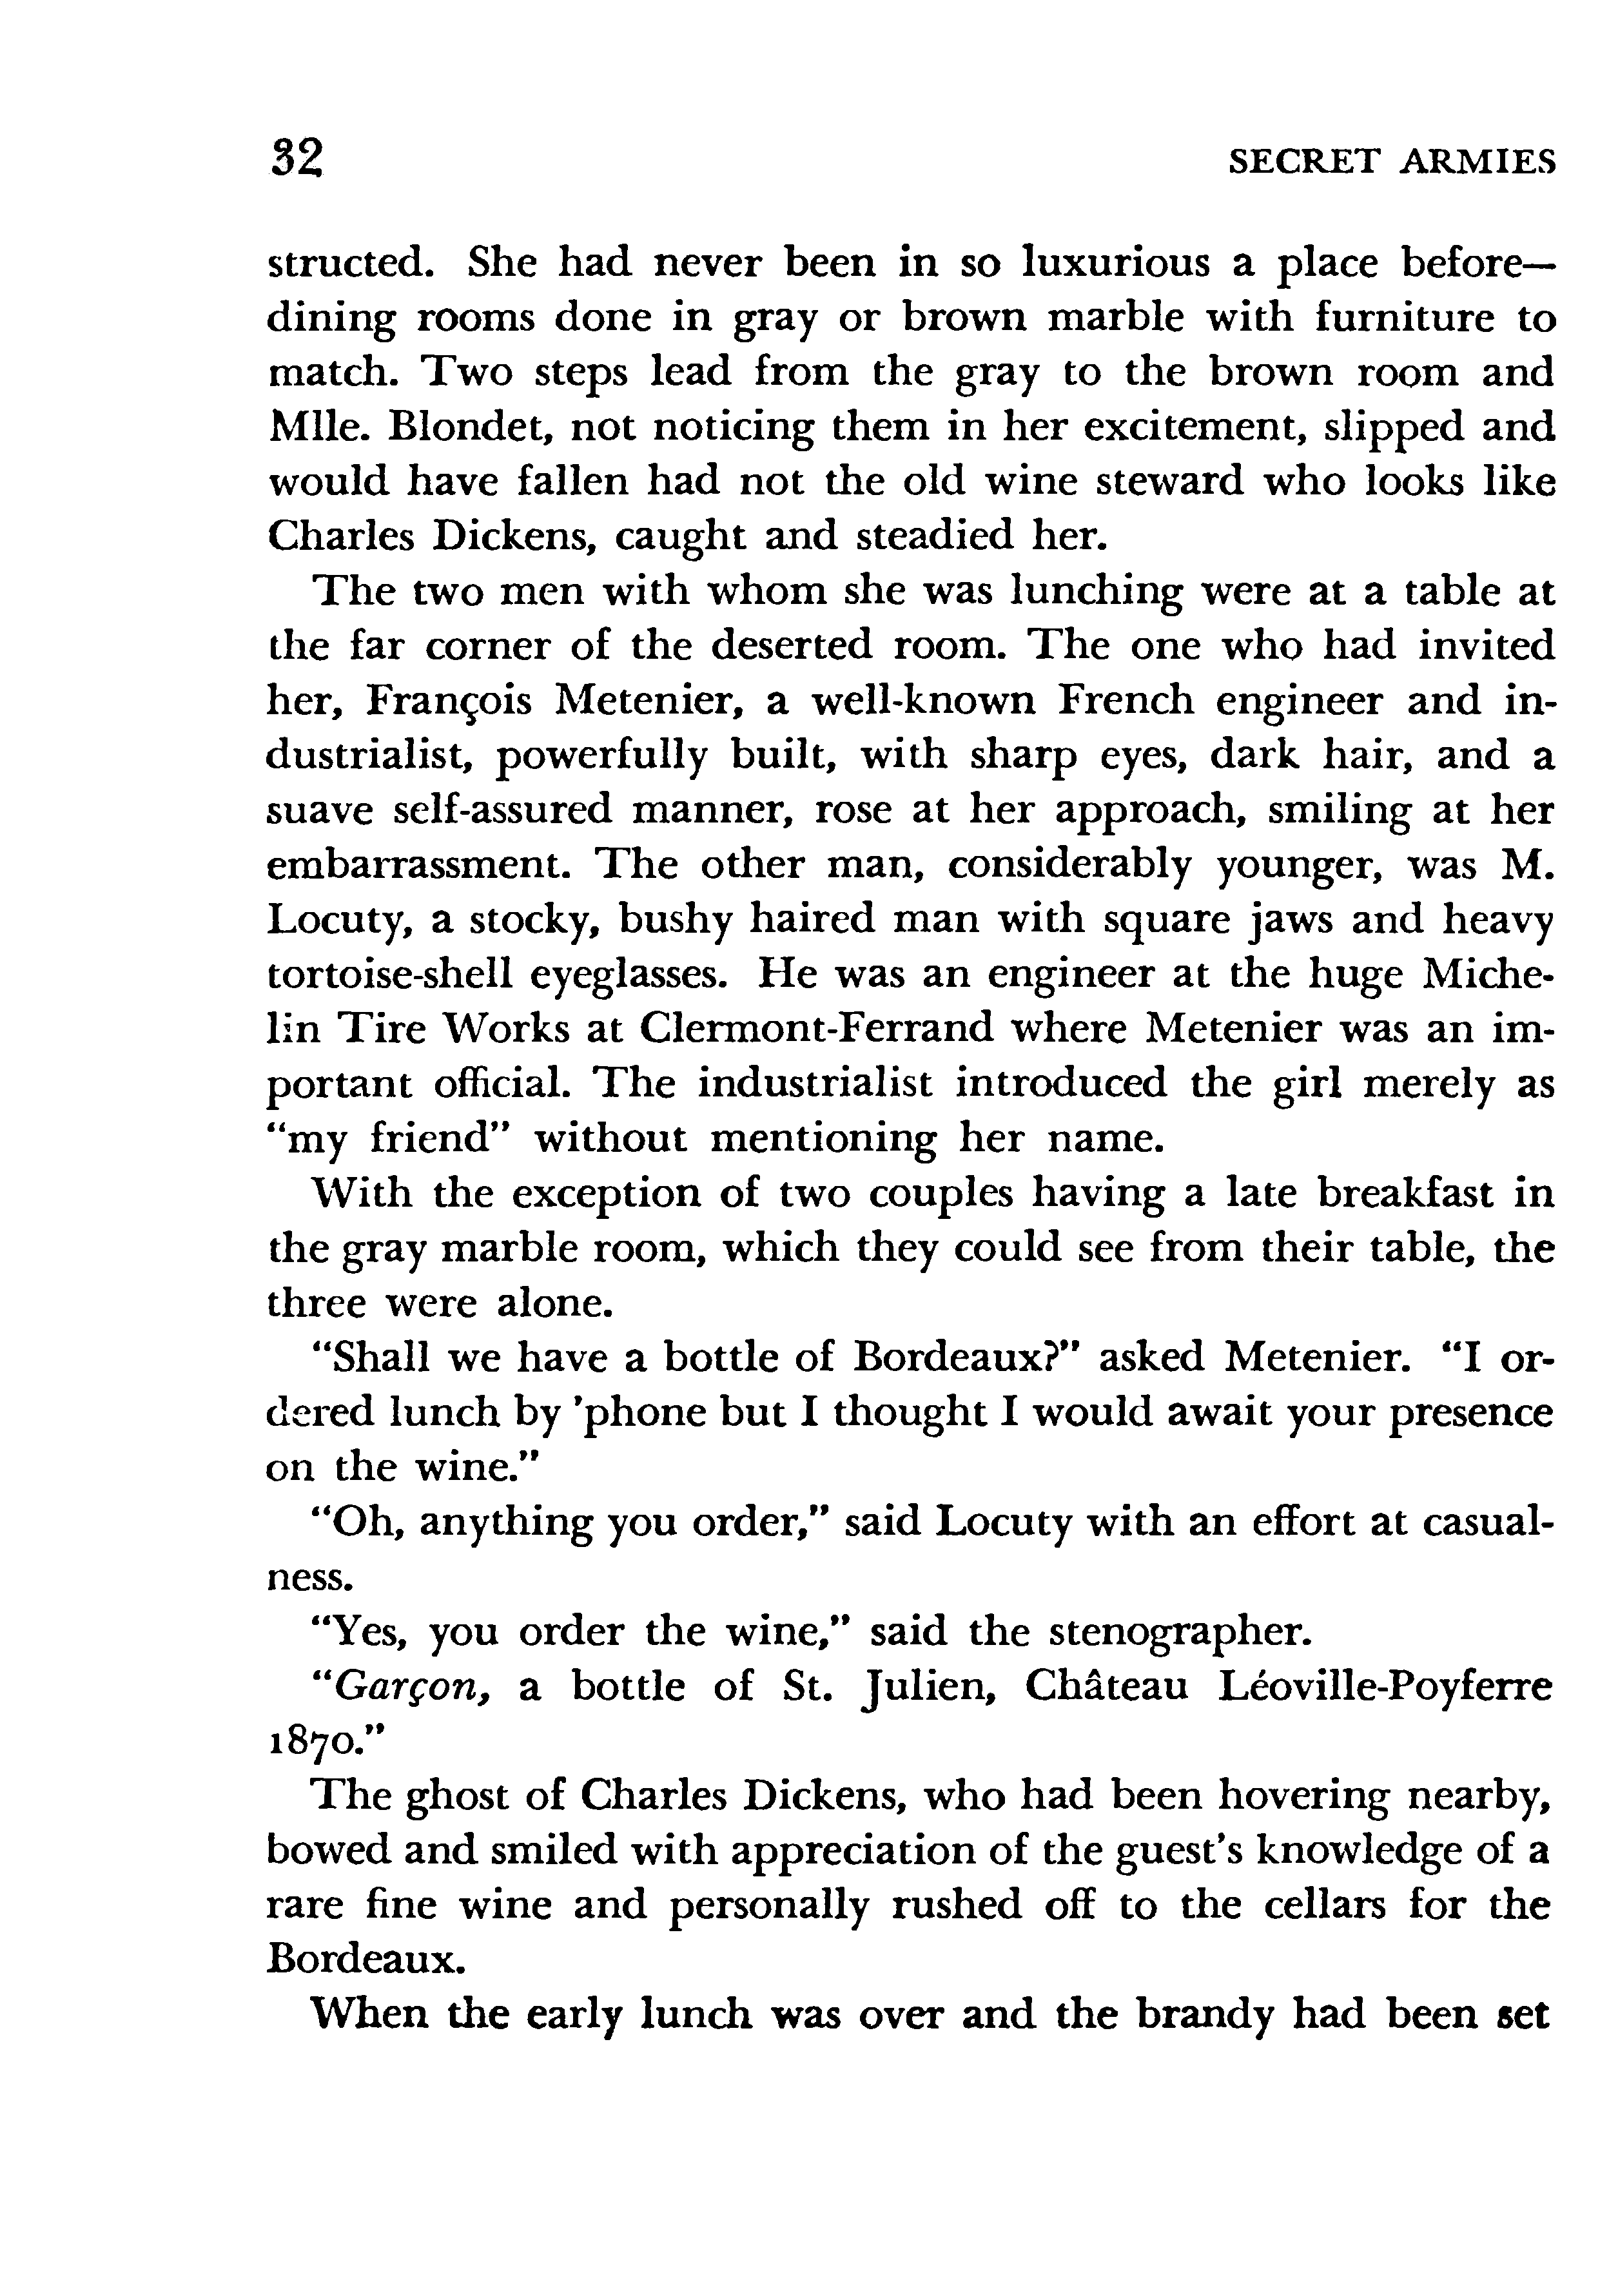 32 SECRET ARMIES
structed. She had never been in so luxurious a place before—
dining rooms done in gray or brown marble with furniture to
match. Two steps lead from the gray to the brown room and
Mlle. Blondet, not noticing them in her excitement, slipped and
would have fallen had not the old wine steward who looks like
Charles Dickens, caught and steadied her.
The two men with whom she was lunching were at a table at
the far corner of the deserted room. The one who had invited
her, François Metenier, a well-known French engineer and in-
dustrialist, powerfully built, with sharp eyes, dark hair, and a
suave self-assured manner, rose at her approach, smiling at her
embarrassment. The other man, considerably younger, was M.
Locuty, a stocky, bushy haired man with square jaws and heavy
tortoise-shell eyeglasses. He was an engineer at the huge Miche-
lin Tire Works at Clermont-Ferrand where Metenier was an im-
portant official. The industrialist introduced the girl merely as
“my friend” without mentioning her name.
With the exception of two couples having a late breakfast in
the gray marble room, which they could see from their table, the
three were alone.
“Shall we have a bottle of Bordeaux?” asked Metenier. “I or-
dered lunch by ’phone but I thought I would await your presence
on the wine.”
“Oh, anything you order,” said Locuty with an effort at casual-
ness.
“Yes, you order the wine,” said the stenographer.
“Garçon, a bottle of St. Julien, Château Léoville-Poyferre
1870.”
The ghost of Charles Dickens, who had been hovering nearby,
bowed and smiled with appreciation of the guest’s knowledge of a
rare fine wine and personally rushed off to the cellars for the
Bordeaux.
When the early lunch was over and the brandy had been set